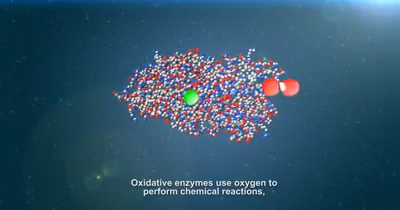 Oxidative enzymes use oxygen to
perform chemical reactions,